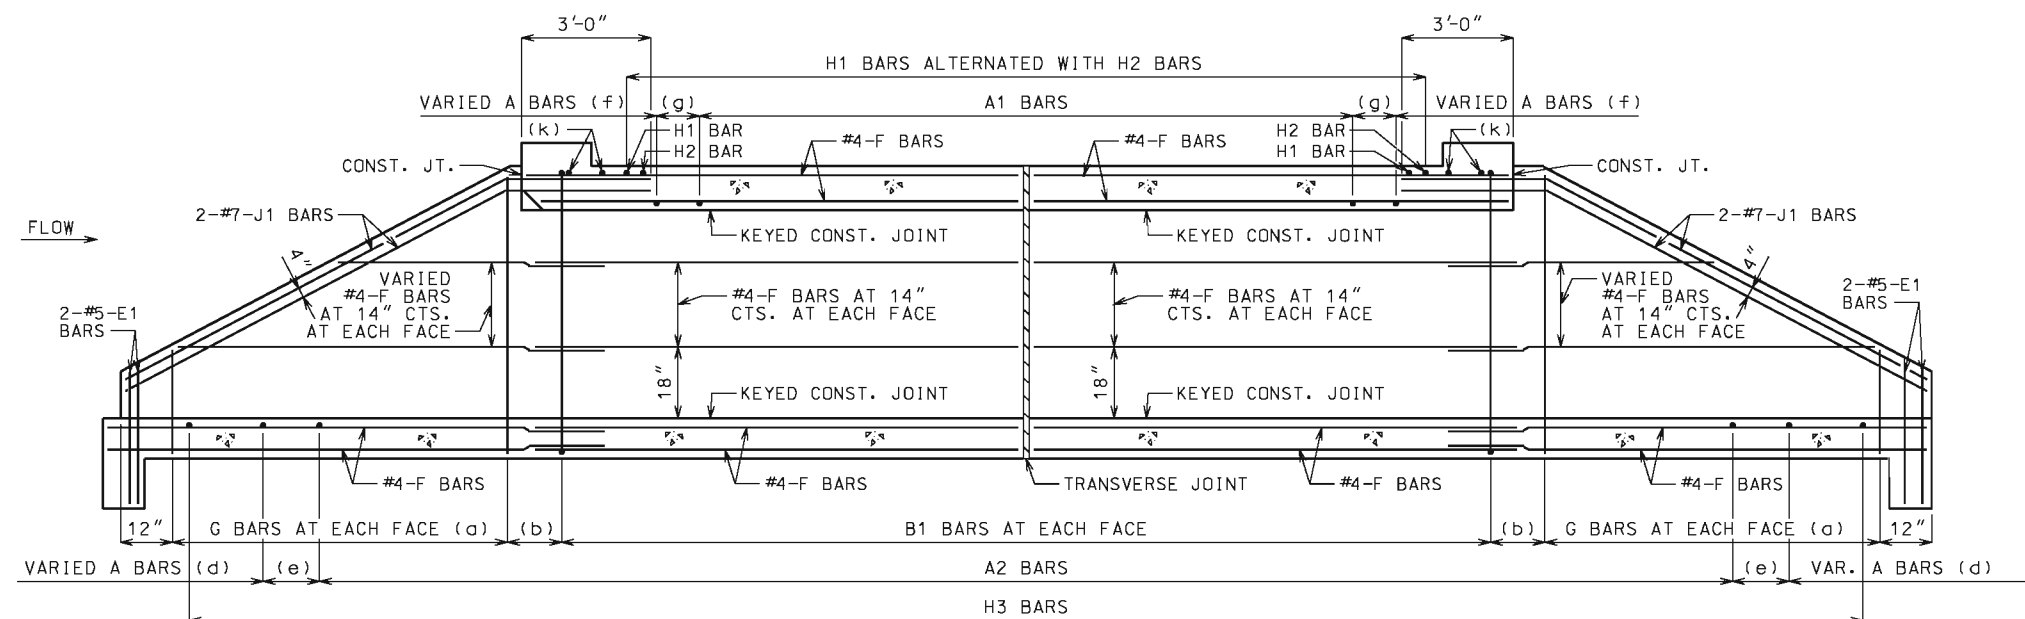 3'-0"
3'-0"
H1 BARS ALTERNATED WITH H2 BARS
VARIED A BARS (f)
(g)
A1 BARS
(g)
VARIED A BARS (f)
(k)
H1 BAR
H2 BAR
#4-F BARS
#4-F BARS
H2 BAR
H1 BAR
(k)
CONST. JT.
CONST. JT.
2-#7-J1 BARS
2-#7-J1 BARS
FLOW
KEYED CONST. JOINT
KEYED CONST. JOINT
4"
4"
VARIED
#4-F BARS
AT 14" CTS.
AT EACH FACE
#4-F BARS AT 14"
CTS. AT EACH FACE
#4-F BARS AT 14"
CTS. AT EACH FACE
VARIED
#4-F BARS
AT 14" CTS.
AT EACH FACE
2-#5-E1
BARS
2-#5-E1
BARS
18"
KEYED CONST. JOINT
18"
KEYED CONST. JOINT
#4-F BARS
#4-F BARS
TRANSVERSE JOINT
#4-F BARS
#4-F BARS
12"
G BARS AT EACH FACE (a)
(b)
B1 BARS AT EACH FACE
(b)
G BARS AT EACH FACE (a)
12"
VARIED A BARS (d)
(e)
A2 BARS
(e)
VAR. A BARS (d)
H3 BARS